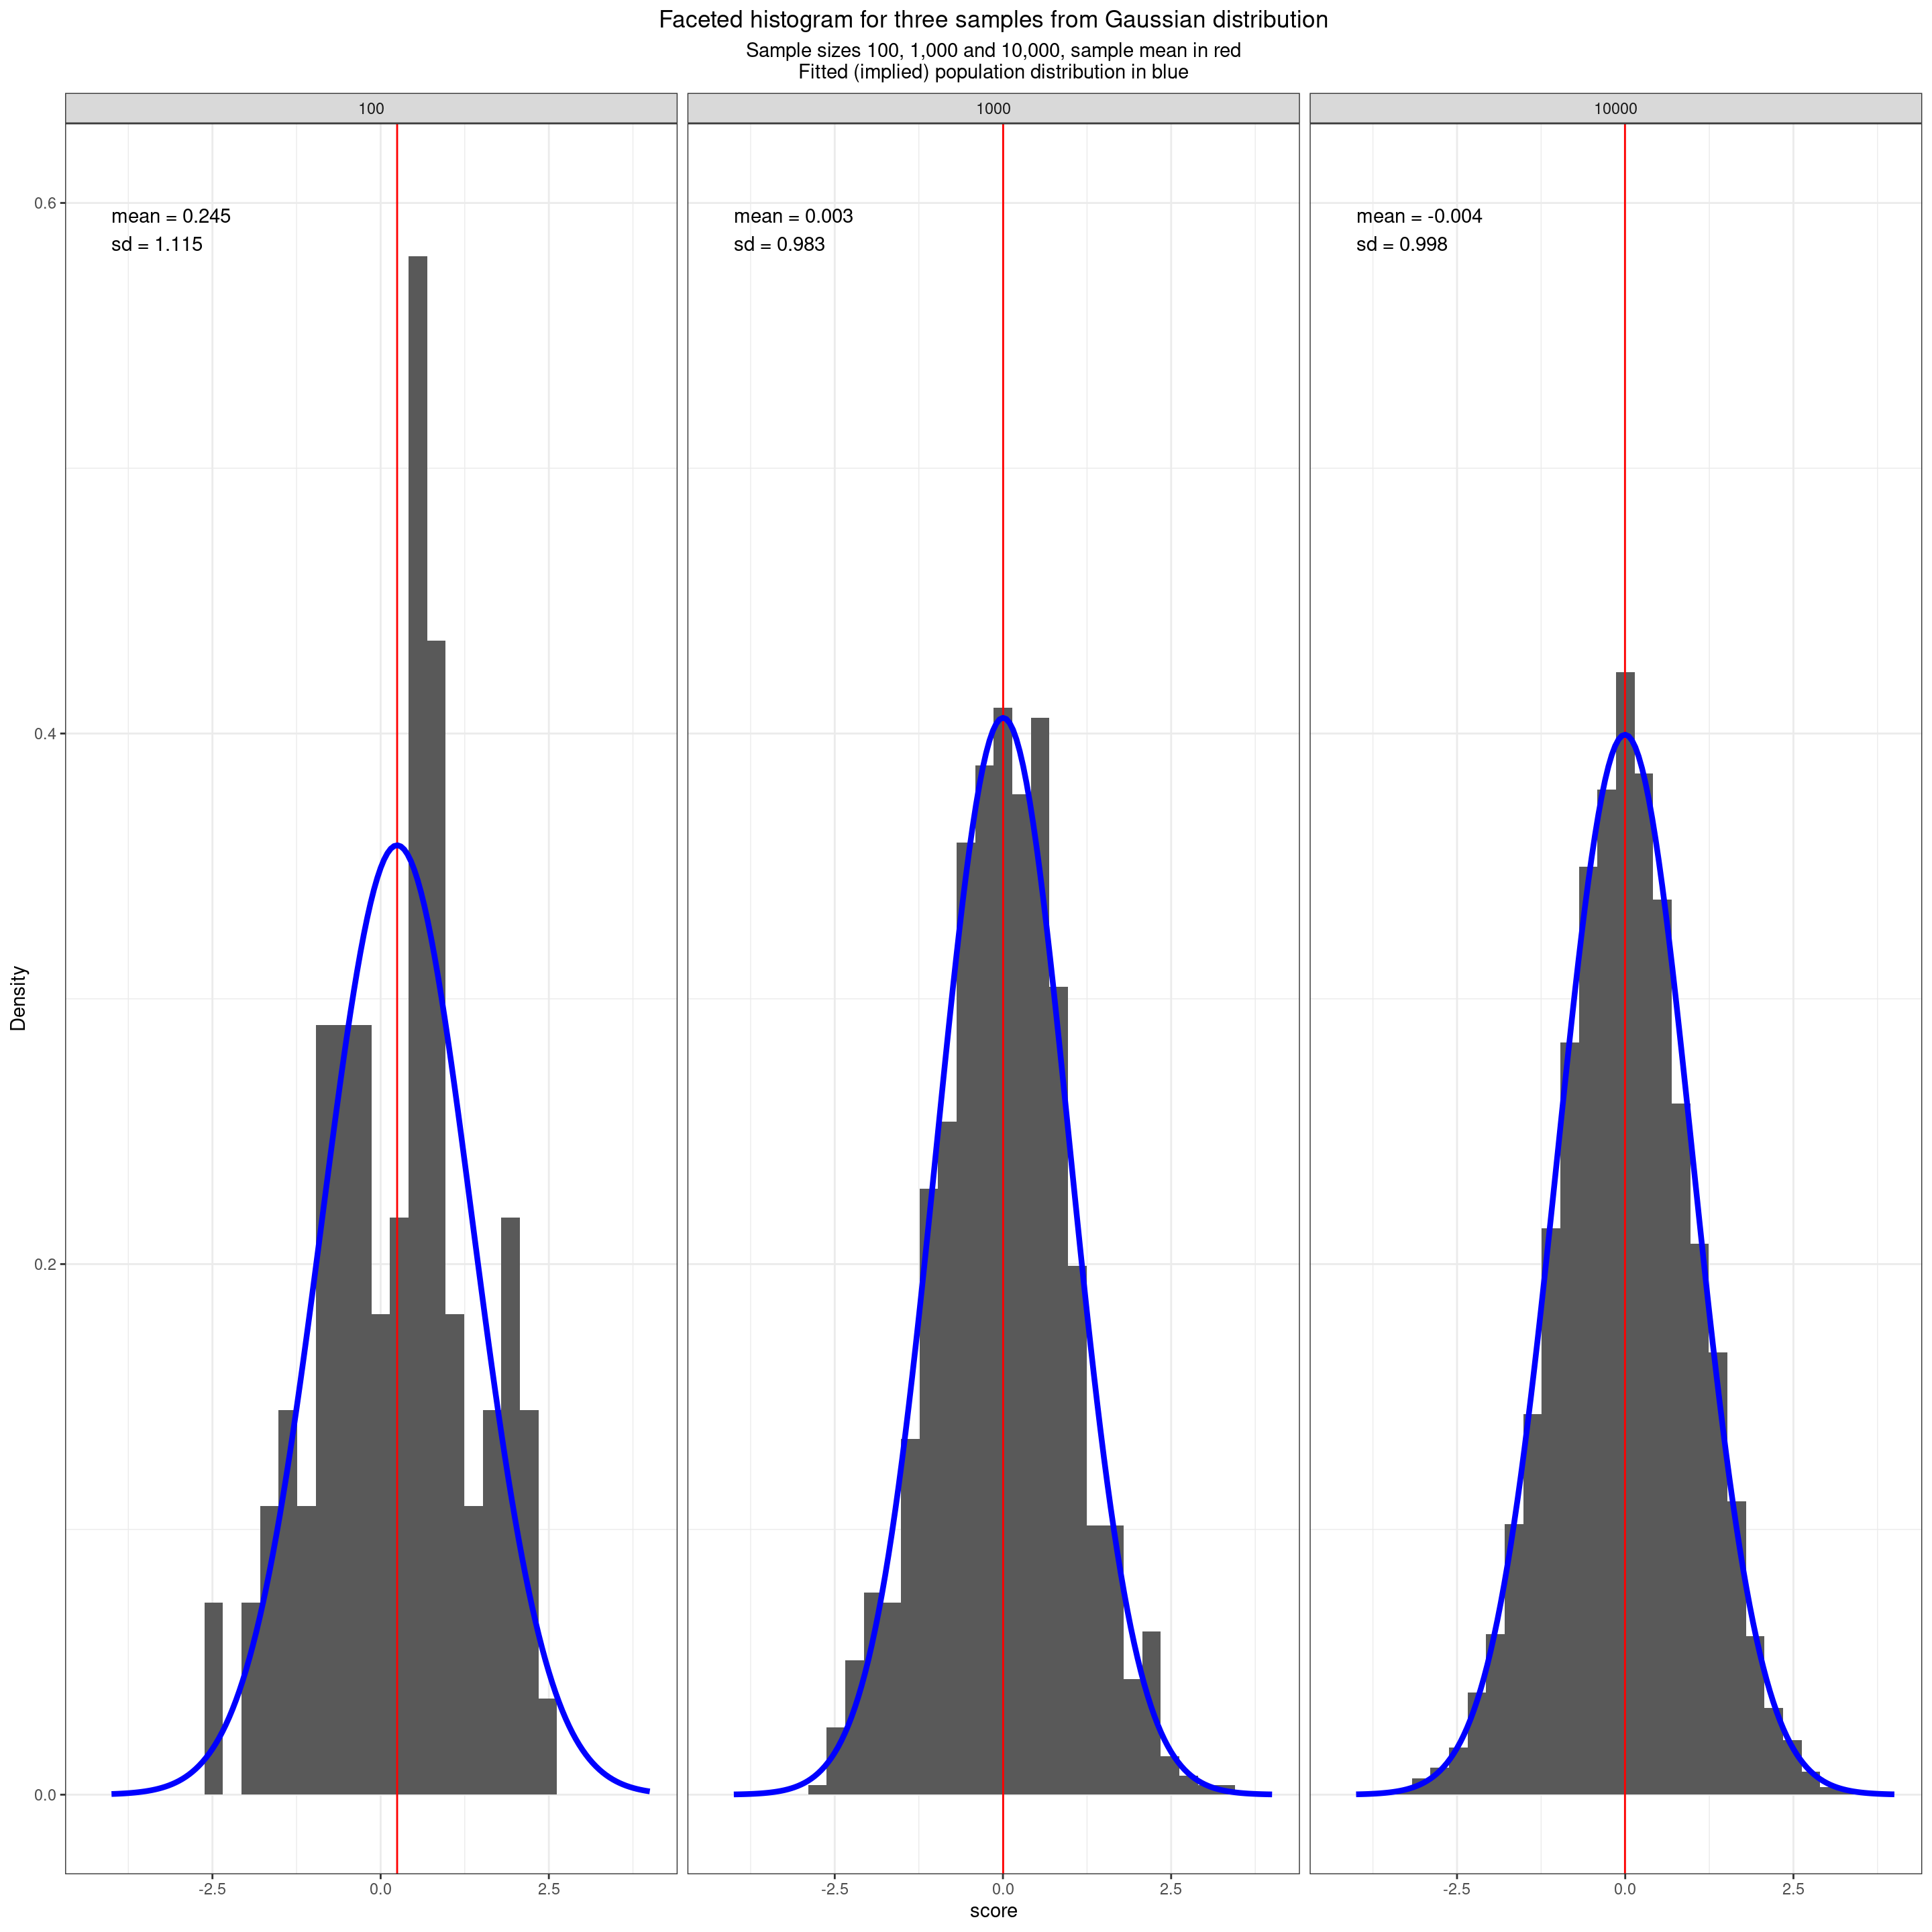 Faceted histogram for three samples from Gaussian distribution
Sample sizes 100, 1,000 and 10,000, sample mean in red
Fitted (implied) population distribution in blue
100
1000
10000
mean = 0.245
sd = 1.115
mean = 0.003
sd = 0.983
mean = -0.004
sd = 0.998
Density
0.6
0.4
0.2
0.0
-2.5 0.0 2.5
-2.5 0.0 2.5
-2.5 0.0 2.5
score